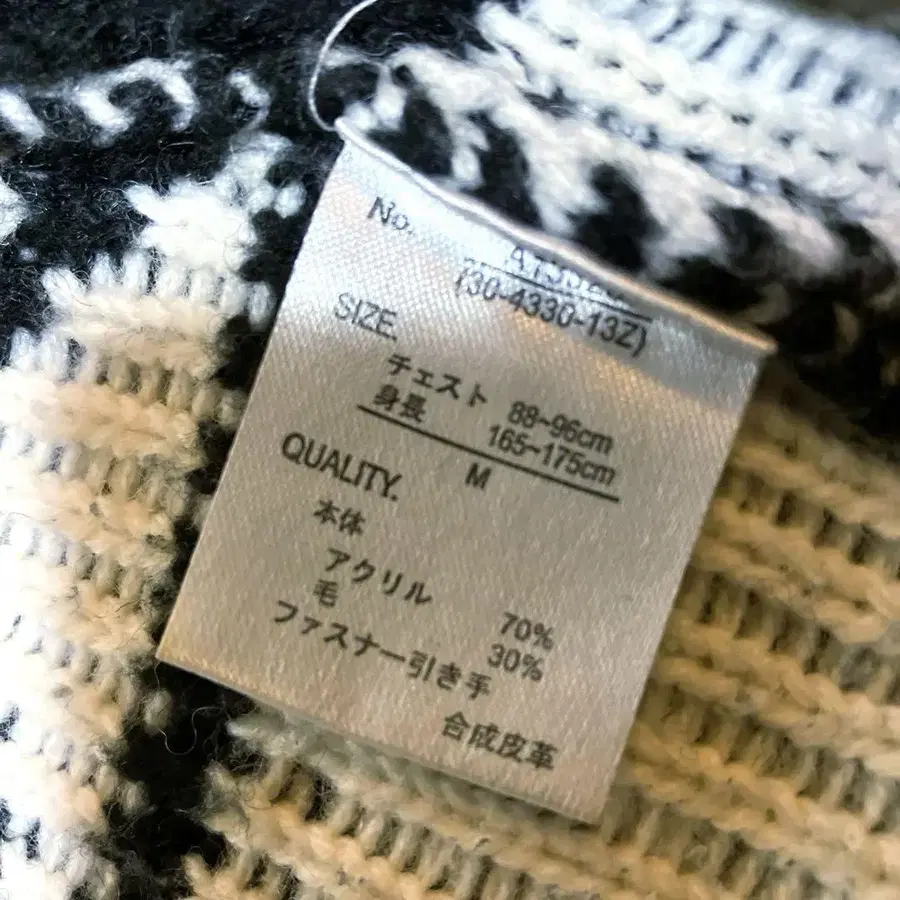 No.
730-4330-13Z)
SIZE.
チェスト 88~96cm
身長 165~175cm
M
QUALITY.
本体
アクリル 70%
毛 30%
ファスナー引き手
合成皮革